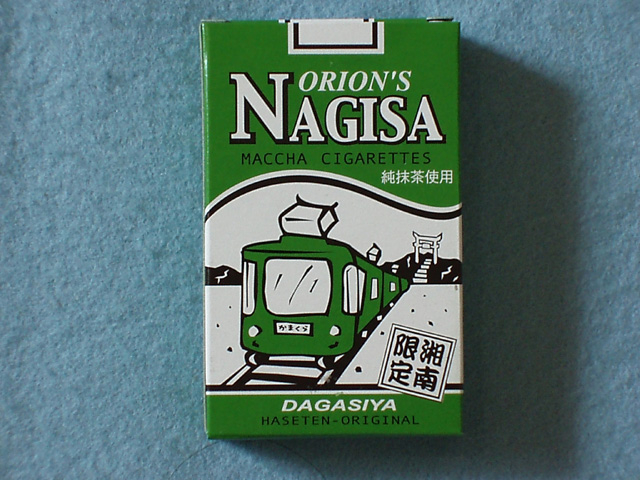 ORION'S
NAGISA
MACCHA CIGARETTES
純抹茶使用
かまくら
湘南
限定
DAGASIYA
HASETEN-ORIGINAL